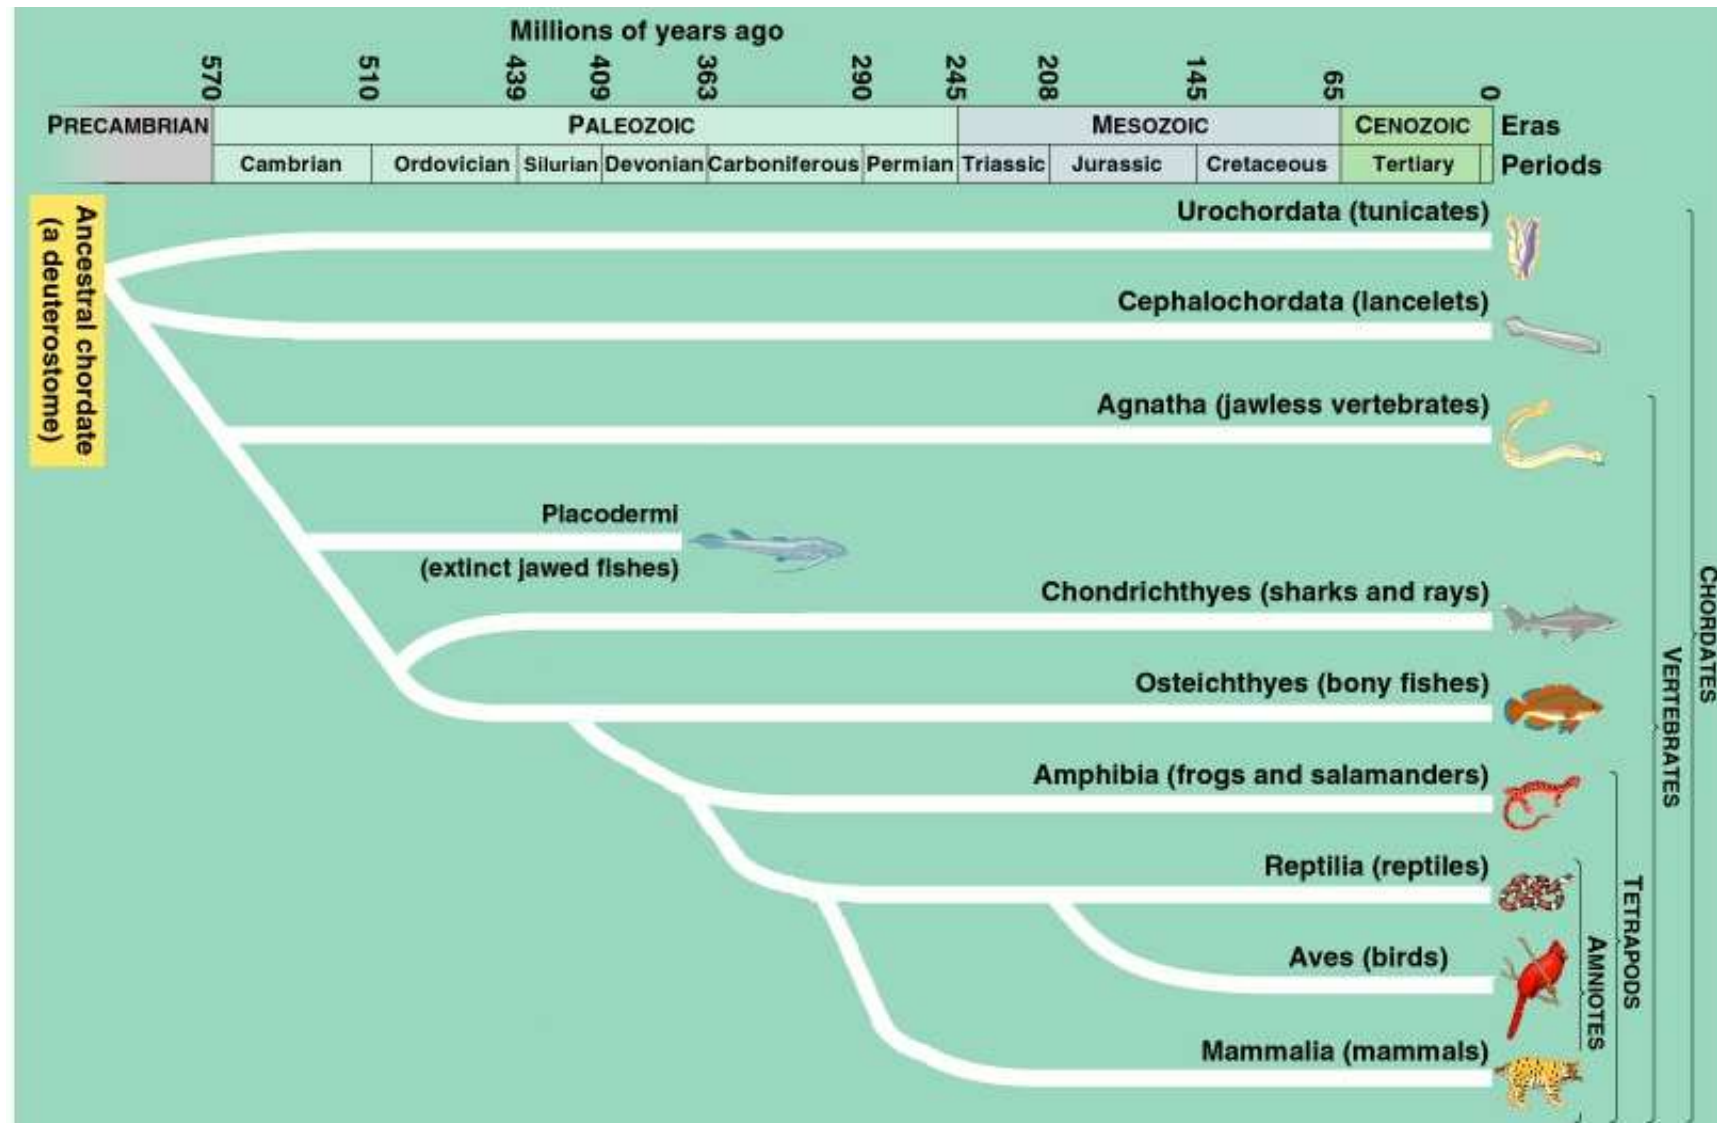 Millions of years ago
570 510 439 409 363 290 245 208 145 65 0
PRECAMBRIAN PALEOZOIC MESOZOIC CENOZOIC Eras
Cambrian Ordovician Silurian Devonian Carboniferous Permian Triassic Jurassic Cretaceous Tertiary Periods
Ancestral chordate
(a deuterostome)
Urochordata (tunicates)
Cephalochordata (lancelets)
Agnatha (jawless vertebrates)
Placodermi
(extinct jawed fishes)
Chondrichthyes (sharks and rays)
Osteichthyes (bony fishes)
Amphibia (frogs and salamanders)
Reptilia (reptiles)
Aves (birds)
Mammalia (mammals)
AMNIOTES
TETRAPODS
VERTEBRATES
CHORDATES